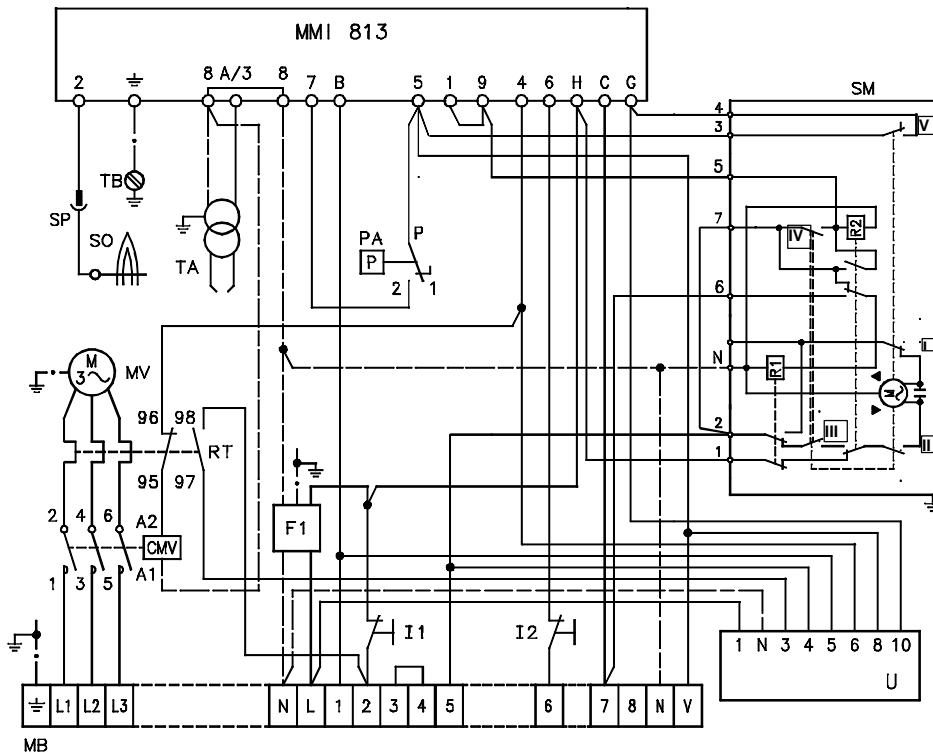 MMI 813
2 ⏚ 8 A/3 8 7 B 5 1 9 4 6 H C G
SM
4
3
V
5
TB
SP
SO
TA
PA
P
P
2 1
7
IV
R2
6
I
N
R1
M
2
III
1
II
M
3
MV
96 98
RT
95 97
2 4 6 A2
CMV
1 3 5 A1
F1
I1
I2
1 N 3 4 5 6 8 10
U
L1 L2 L3 N L 1 2 3 4 5 6 7 8 N V
MB